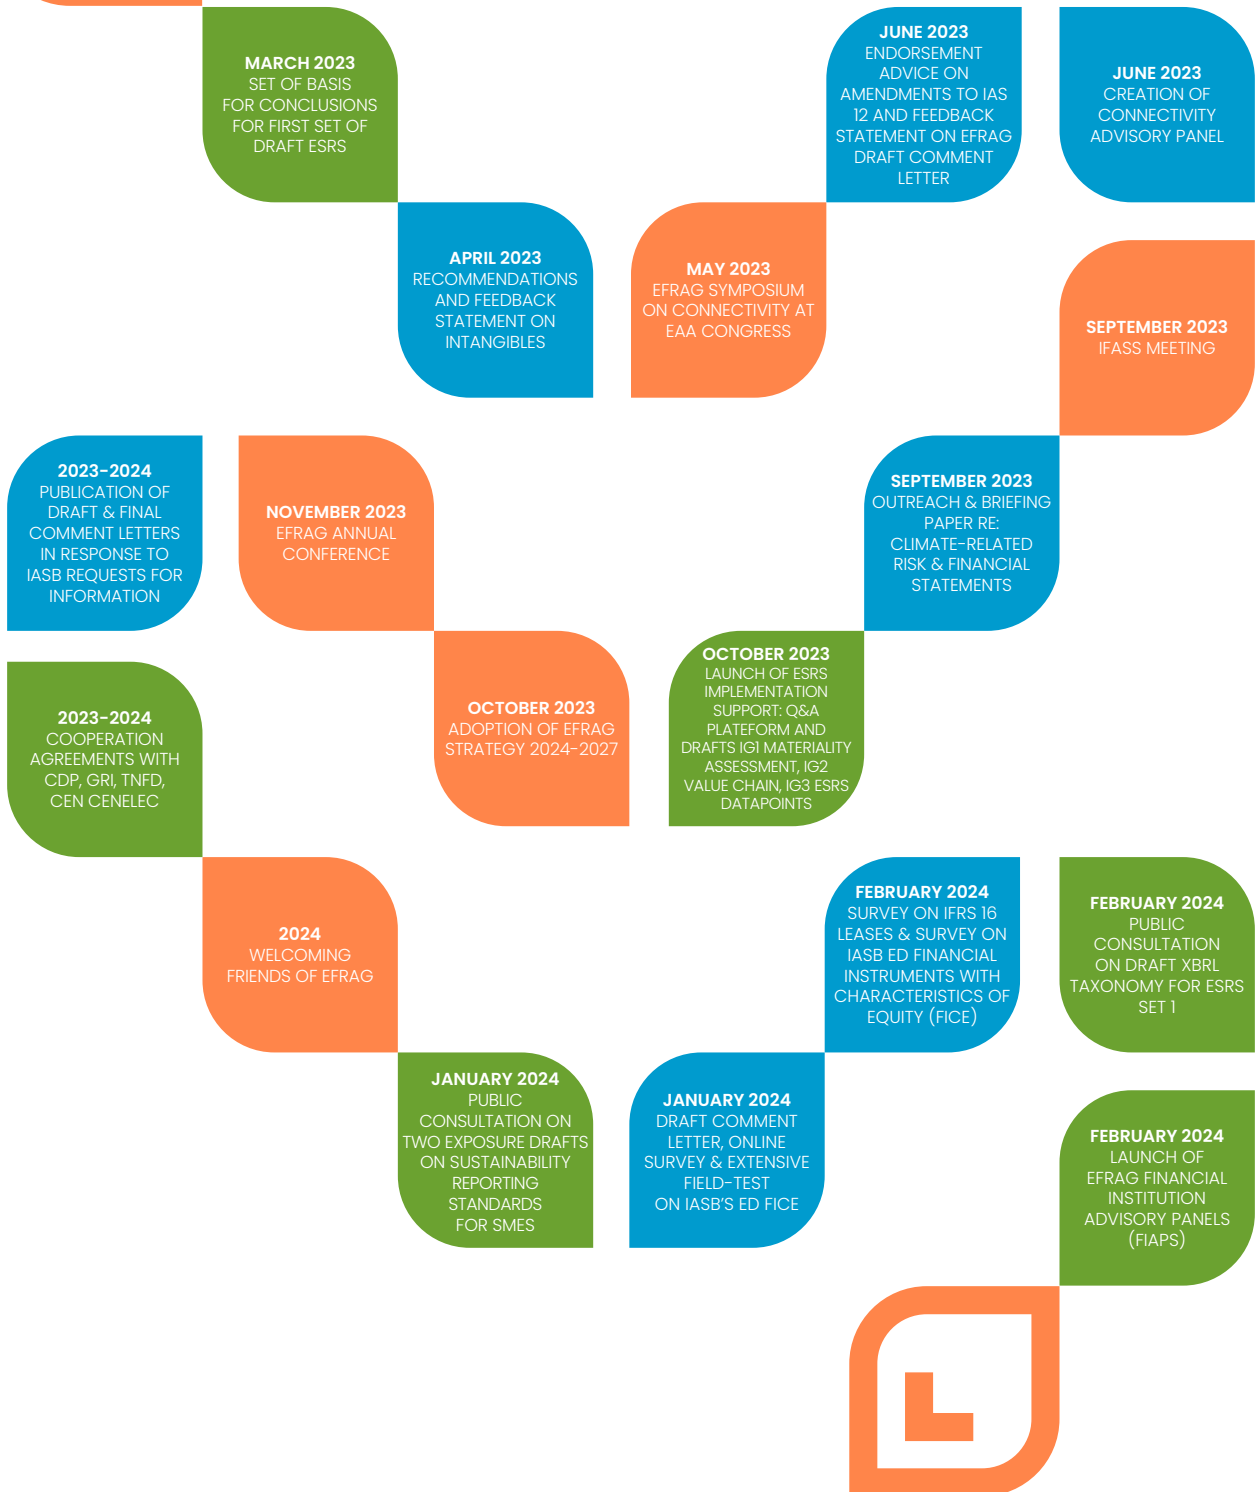 MARCH 2023
SET OF BASIS
FOR CONCLUSIONS
FOR FIRST SET OF
DRAFT ESRS
APRIL 2023
RECOMMENDATIONS
AND FEEDBACK
STATEMENT ON
INTANGIBLES
MAY 2023
EFRAG SYMPOSIUM
ON CONNECTIVITY AT
EAA CONGRESS
JUNE 2023
ENDORSEMENT
ADVICE ON
AMENDMENTS TO IAS
12 AND FEEDBACK
STATEMENT ON EFRAG
DRAFT COMMENT
LETTER
JUNE 2023
CREATION OF
CONNECTIVITY
ADVISORY PANEL
SEPTEMBER 2023
IFASS MEETING
SEPTEMBER 2023
OUTREACH & BRIEFING
PAPER RE:
CLIMATE-RELATED
RISK & FINANCIAL
STATEMENTS
OCTOBER 2023
LAUNCH OF ESRS
IMPLEMENTATION
SUPPORT: Q&A
PLATEFORM AND
DRAFTS IG1 MATERIALITY
ASSESSMENT, IG2
VALUE CHAIN, IG3 ESRS
DATAPOINTS
OCTOBER 2023
ADOPTION OF EFRAG
STRATEGY 2024-2027
NOVEMBER 2023
EFRAG ANNUAL
CONFERENCE
2023-2024
PUBLICATION OF
DRAFT & FINAL
COMMENT LETTERS
IN RESPONSE TO
IASB REQUESTS FOR
INFORMATION
2023-2024
COOPERATION
AGREEMENTS WITH
CDP, GRI, TNFD,
CEN CENELEC
2024
WELCOMING
FRIENDS OF EFRAG
JANUARY 2024
PUBLIC
CONSULTATION ON
TWO EXPOSURE DRAFTS
ON SUSTAINABILITY
REPORTING
STANDARDS
FOR SMES
JANUARY 2024
DRAFT COMMENT
LETTER, ONLINE
SURVEY & EXTENSIVE
FIELD-TEST
ON IASB'S ED FICE
FEBRUARY 2024
SURVEY ON IFRS 16
LEASES & SURVEY ON
IASB ED FINANCIAL
INSTRUMENTS WITH
CHARACTERISTICS OF
EQUITY (FICE)
FEBRUARY 2024
PUBLIC
CONSULTATION
ON DRAFT XBRL
TAXONOMY FOR ESRS
SET 1
FEBRUARY 2024
LAUNCH OF
EFRAG FINANCIAL
INSTITUTION
ADVISORY PANELS
(FIAPS)